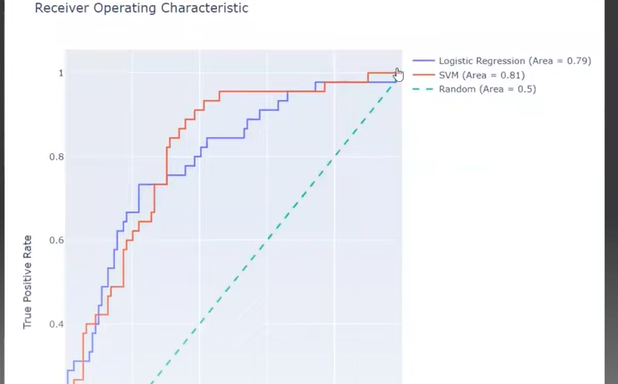 Receiver Operating Characteristic
Logistic Regression (Area = 0.79)
SVM (Area = 0.81)
Random (Area = 0.5)
1
0.8
0.6
0.4
True Positive Rate